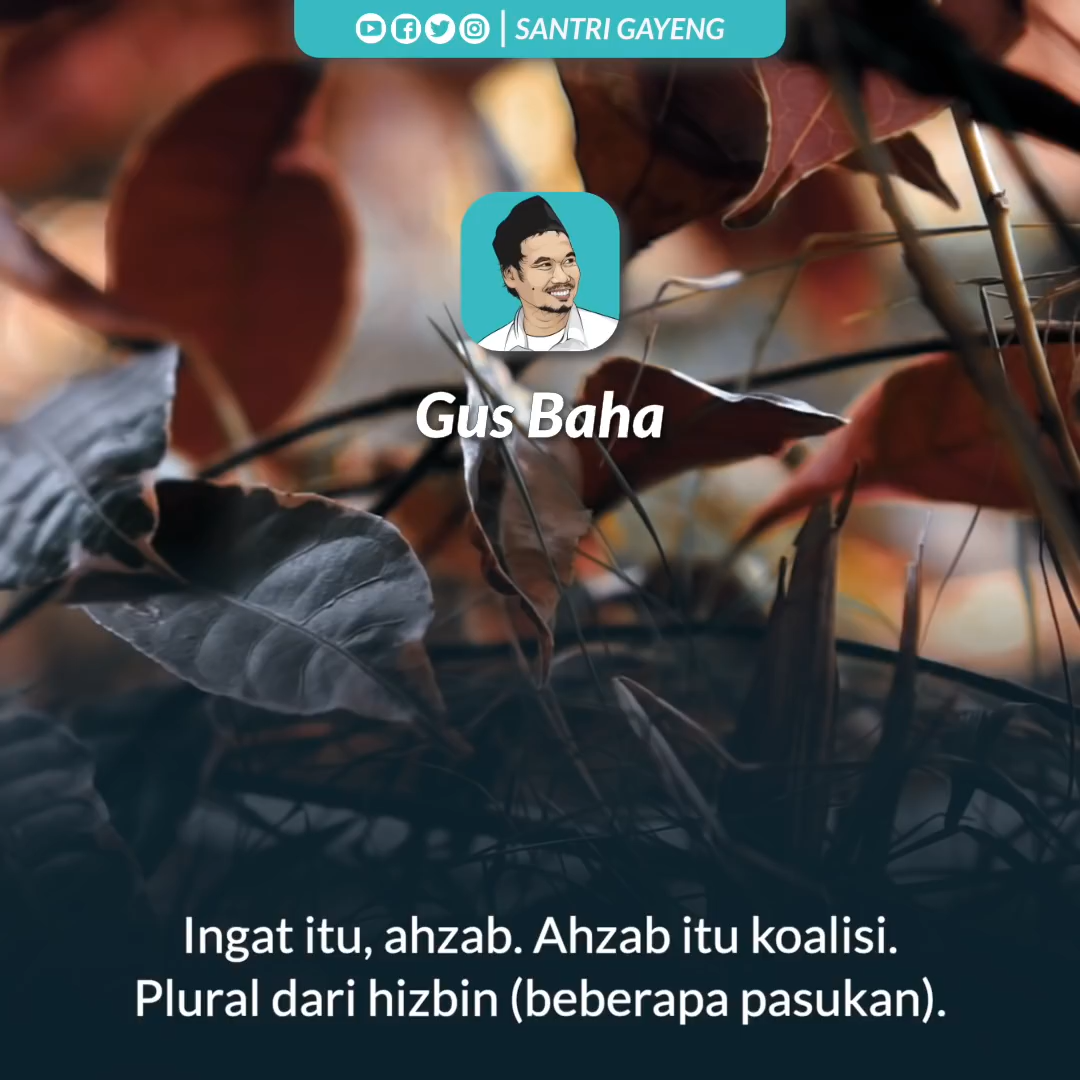 SANTRI GAYENG
Gus Baha
Ingat itu, ahzab. Ahzab itu koalisi.
Plural dari hizbin (beberapa pasukan).